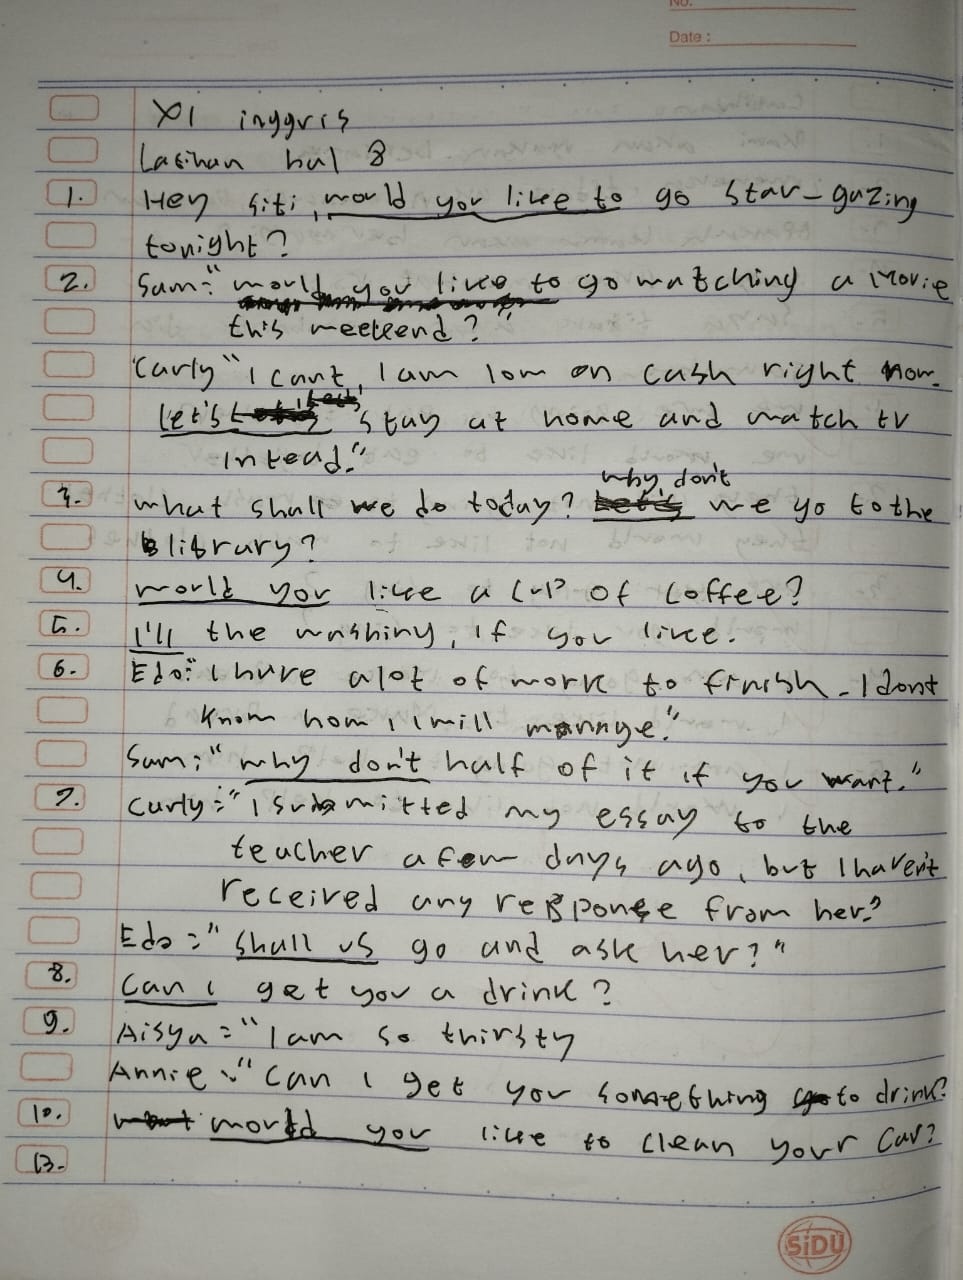 No.
Date :
XI inggris
Latihan hal 8
1. Hey Siti, would you like to go star-gazing
tonight?
2. Sam: "would you like to go watching a Movie
this weekend?"
Carly "I cant, I am low on cash right now.
Let's stay at home and watch tv
intead."
3. what shall we do today? why don't we go to the
library?
4. would you like a cup of coffee?
5. I'll the washing, if you like.
6. Edo: "I have alot of work to finish. I dont
know how I will manage."
Sam: "why don't half of it if you want."
7. Carly: "I submitted my essay to the
teacher a few days ago, but I haven't
received any response from her."
Edo: "Shall us go and ask her?"
8. Can I get you a drink?
9. Aisya: "I am so thirsty
Annie: "Can I get you something to drink?
10. would you like to clean your car?
13.
SiDU